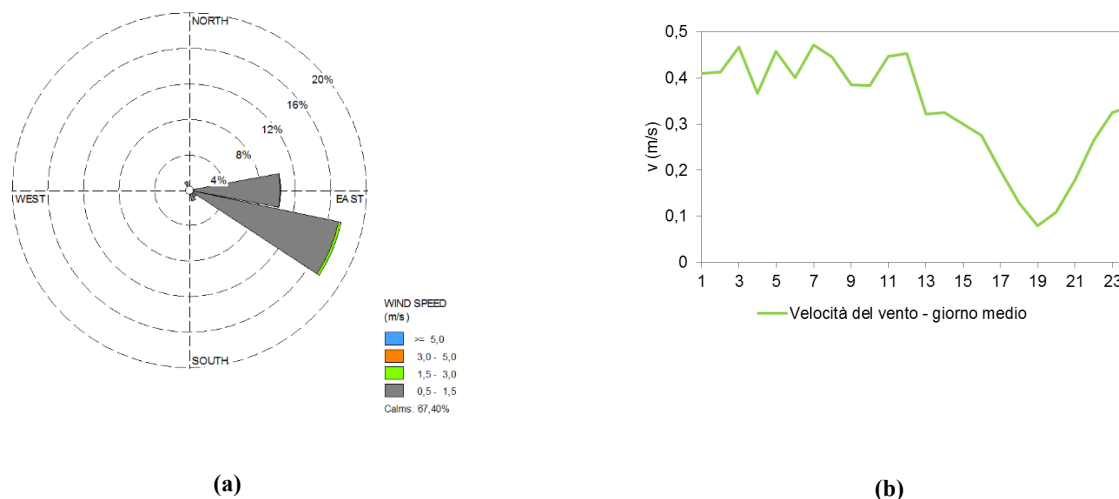 NORTH
20%
16%
12%
8%
4%
WEST
EAST
SOUTH
WIND SPEED
(m/s)
>= 5,0
3,0 - 5,0
1,5 - 3,0
0,5 - 1,5
Calms: 67,40%
(a)
v (m/s)
0,5
0,4
0,3
0,2
0,1
0
1 3 5 7 9 11 13 15 17 19 21 23
Velocità del vento - giorno medio
(b)